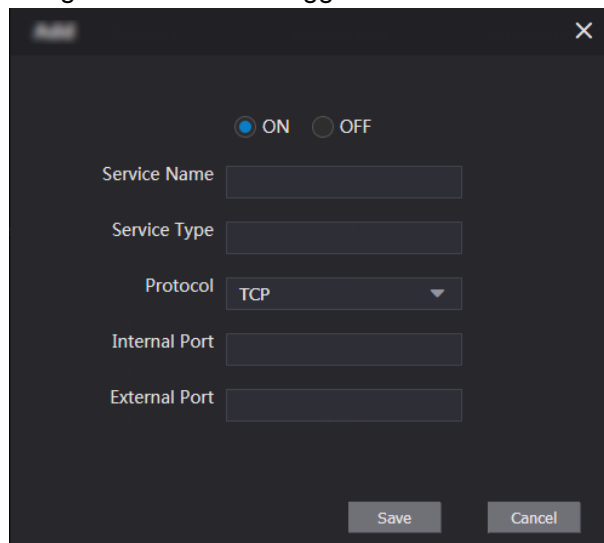 ON OFF
Service Name
Service Type
Protocol TCP
Internal Port
External Port
Save Cancel